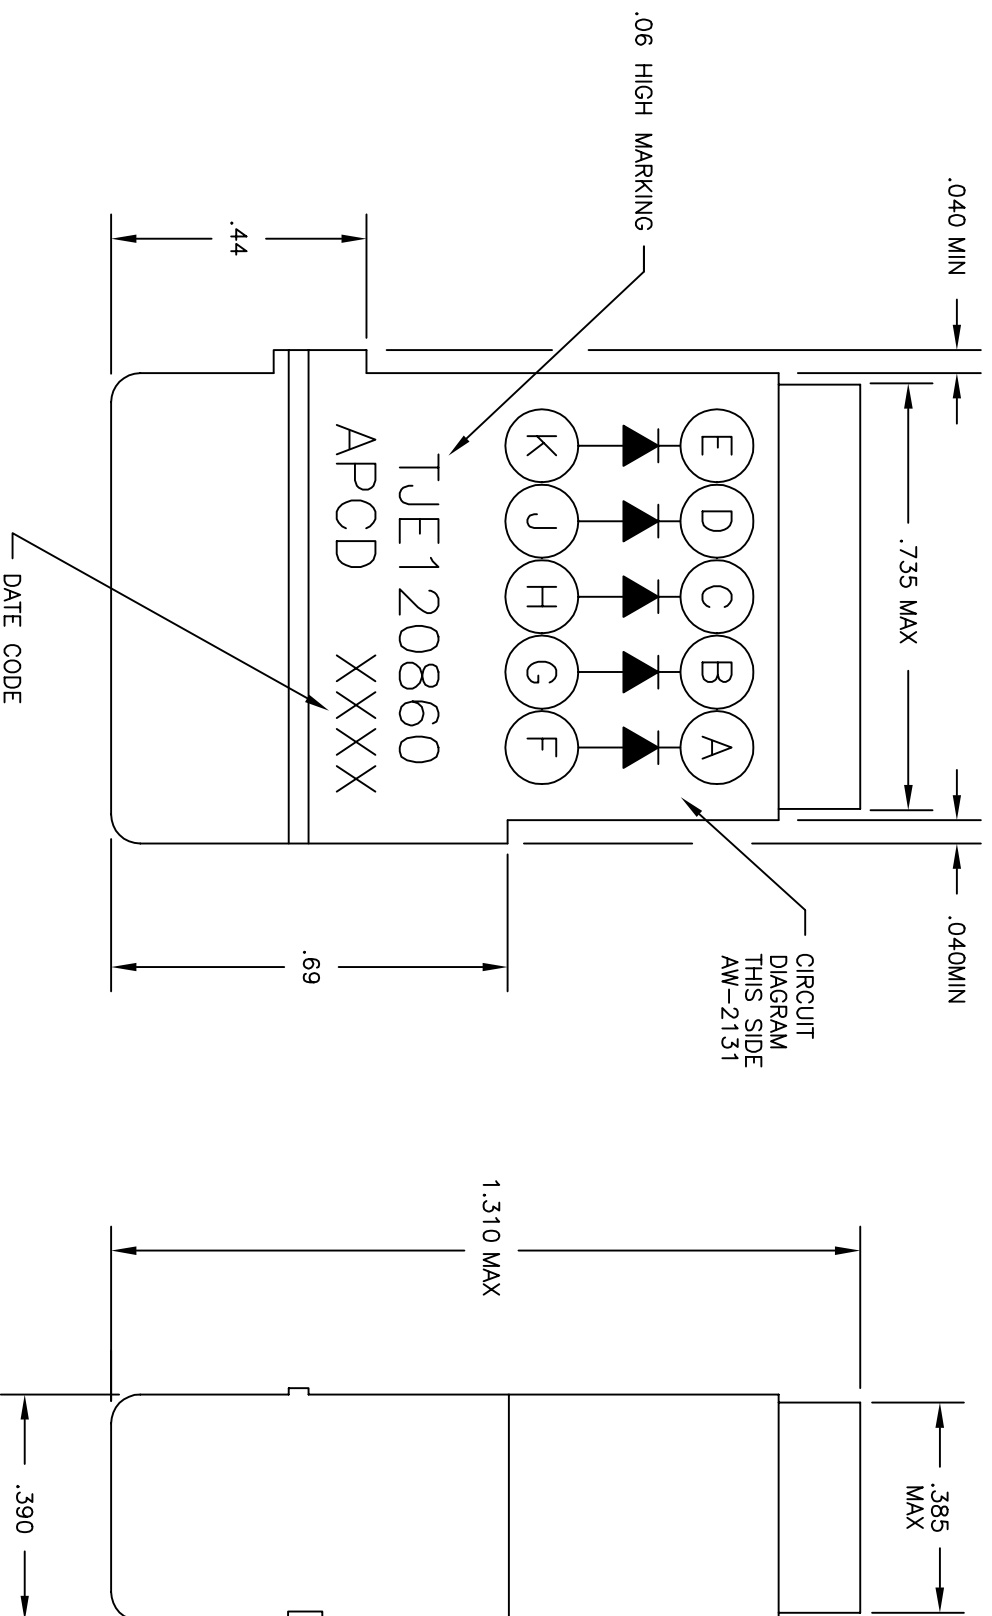 .06 HIGH MARKING
.040 MIN
.44
.735 MAX
E D C B A
K J H G F
TJE120860
APCD XXXX
DATE CODE
.040MIN
CIRCUIT
DIAGRAM
THIS SIDE
AW-2131
.69
1.310 MAX
.385
MAX
.390